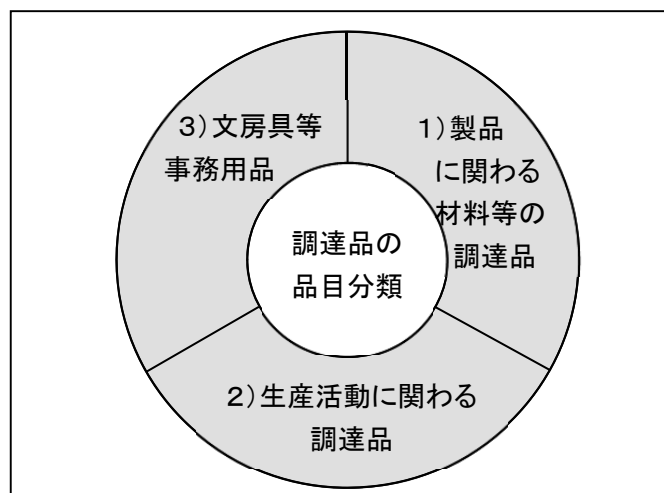 調達品の
品目分類
1)製品
に関わる
材料等の
調達品
2)生産活動に関わる
調達品
3)文房具等
事務用品